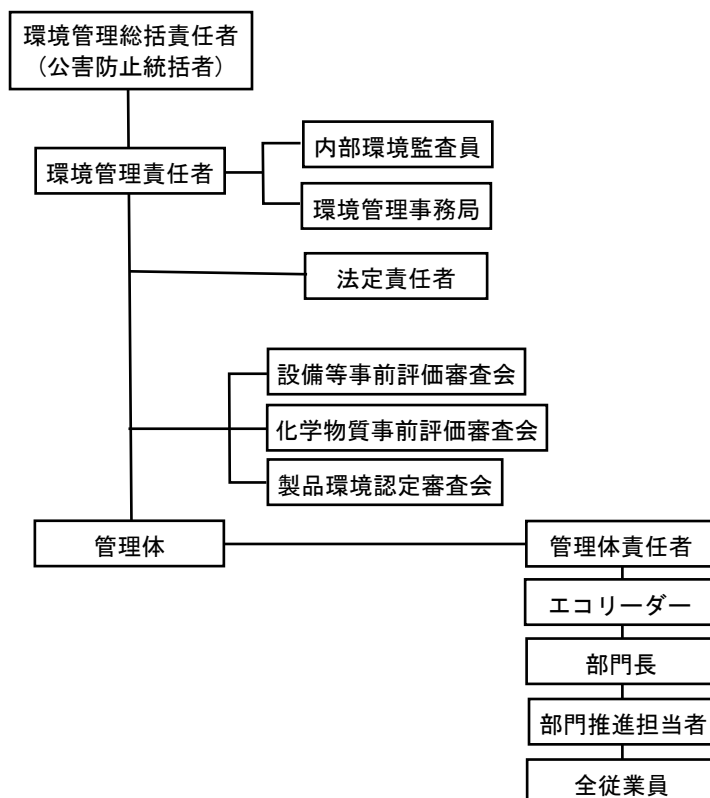 環境管理総括責任者
（公害防止統括者）
環境管理責任者
内部環境監査員
環境管理事務局
法定責任者
設備等事前評価審査会
化学物質事前評価審査会
製品環境認定審査会
管理体
管理体責任者
エコリーダー
部門長
部門推進担当者
全従業員